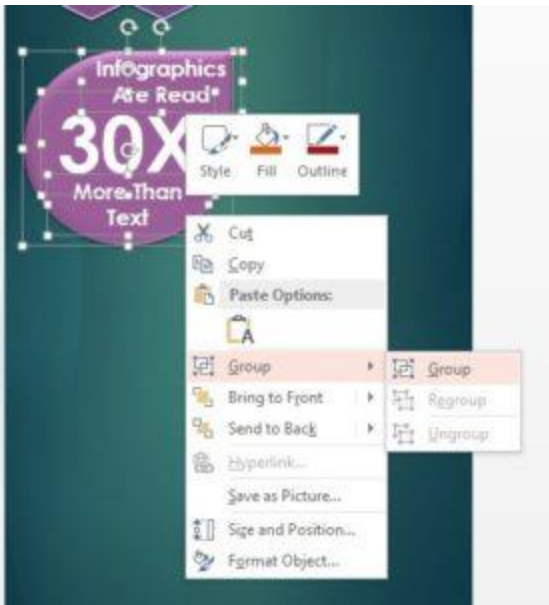 Infographics
Are Read
30X
More Than
Text
Style Fill Outline
Cut
Copy
Paste Options:
A
Group
Bring to Front
Send to Back
Hyperlink...
Save as Picture...
Size and Position...
Format Object...
Group
Regroup
Ungroup